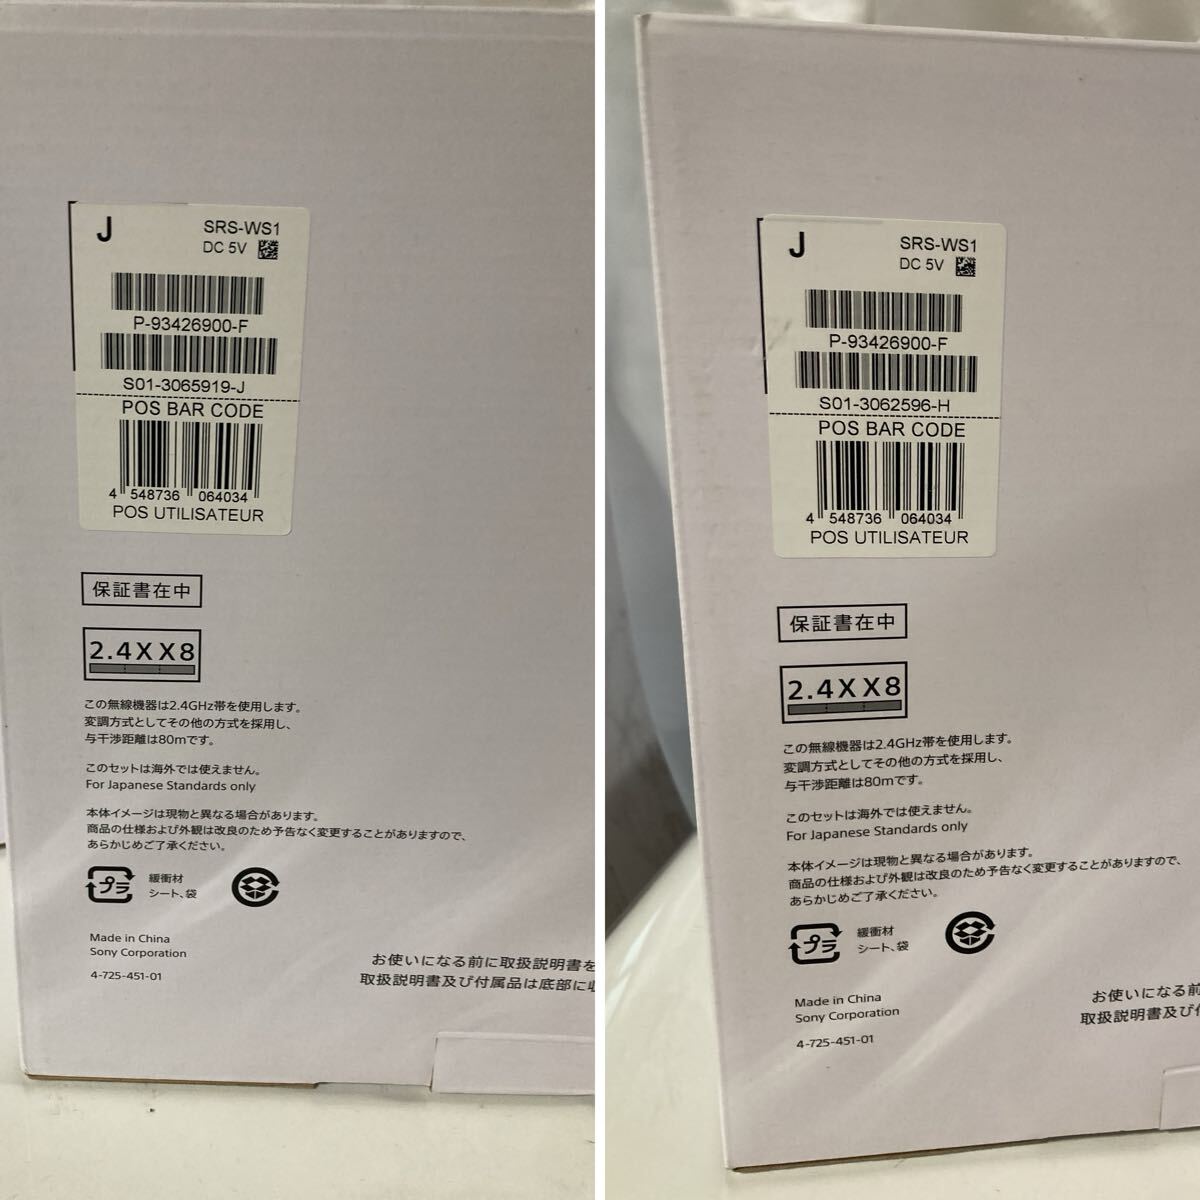 J
SRS-WS1
DC 5V
P-93426900-F
S01-3065919-J
POS BAR CODE
4 548736 064034
POS UTILISATEUR
保証書在中
2.4XX8
この無線機器は2.4GHz帯を使用します。
変調方式としてその他の方式を採用し、
与干渉距離は80mです。
このセットは海外では使えません。
For Japanese Standards only
本体イメージは現物と異なる場合があります。
商品の仕様および外観は改良のため予告なく変更することがありますので、
あらかじめご了承ください。
プラ
緩衝材
シート、袋
Made in China
Sony Corporation
4-725-451-01
お使いになる前に取扱説明書を
取扱説明書及び付属品は底部に収
J
SRS-WS1
DC 5V
P-93426900-F
S01-3062596-H
POS BAR CODE
4 548736 064034
POS UTILISATEUR
保証書在中
2.4XX8
この無線機器は2.4GHz帯を使用します。
変調方式としてその他の方式を採用し、
与干渉距離は80mです。
このセットは海外では使えません。
For Japanese Standards only
本体イメージは現物と異なる場合があります。
商品の仕様および外観は改良のため予告なく変更することがありますので、
あらかじめご了承ください。
プラ
緩衝材
シート、袋
Made in China
Sony Corporation
4-725-451-01
お使いになる前
取扱説明書及び付